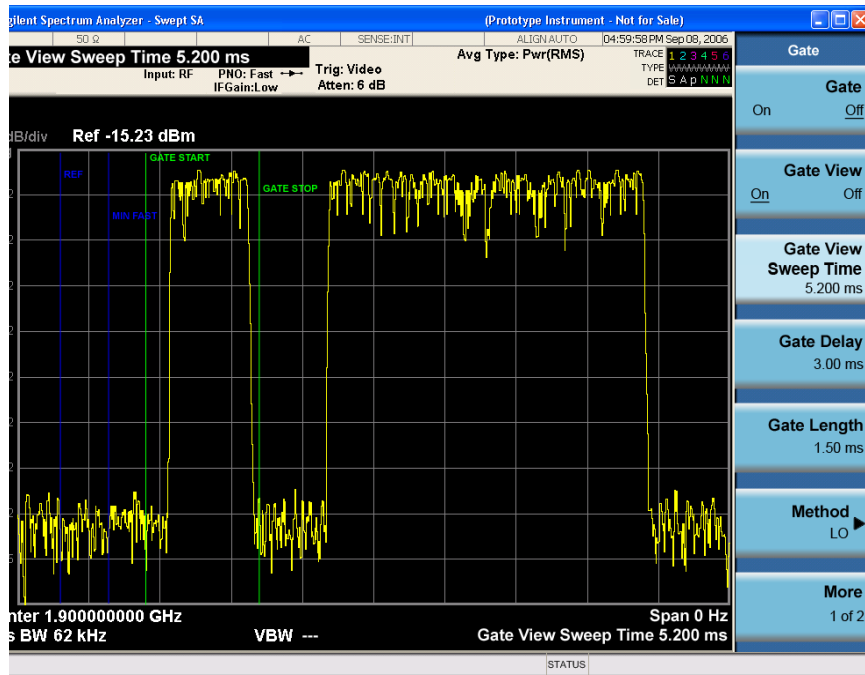 gilent Spectrum Analyzer - Swept SA (Prototype Instrument - Not for Sale)
50 Ω AC SENSE:INT ALIGN AUTO 04:59:58 PM Sep 08, 2006
te View Sweep Time 5.200 ms
Input: RF PNO: Fast Trig: Video Avg Type: Pwr(RMS) TRACE 1 2 3 4 5 6
IFGain:Low Atten: 6 dB TYPE WWWWWWW
DET S A p N N N
Gate
Gate
On Off
dB/div Ref -15.23 dBm
GATE START
REF
GATE STOP
MIN FAST
Gate View
On Off
Gate View
Sweep Time
5.200 ms
Gate Delay
3.00 ms
Gate Length
1.50 ms
Method
LO
More
1 of 2
nter 1.900000000 GHz Span 0 Hz
s BW 62 kHz VBW --- Gate View Sweep Time 5.200 ms
STATUS